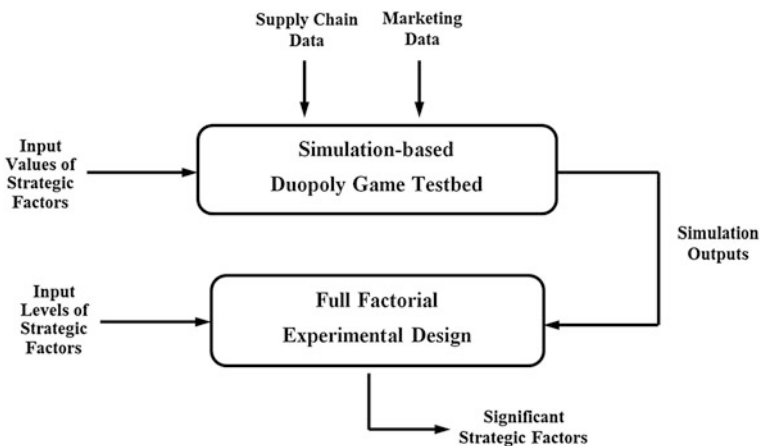 Supply Chain
Data
Marketing
Data
Input
Values of
Strategic
Factors
Simulation-based
Duopoly Game Testbed
Simulation
Outputs
Input
Levels of
Strategic
Factors
Full Factorial
Experimental Design
Significant
Strategic Factors